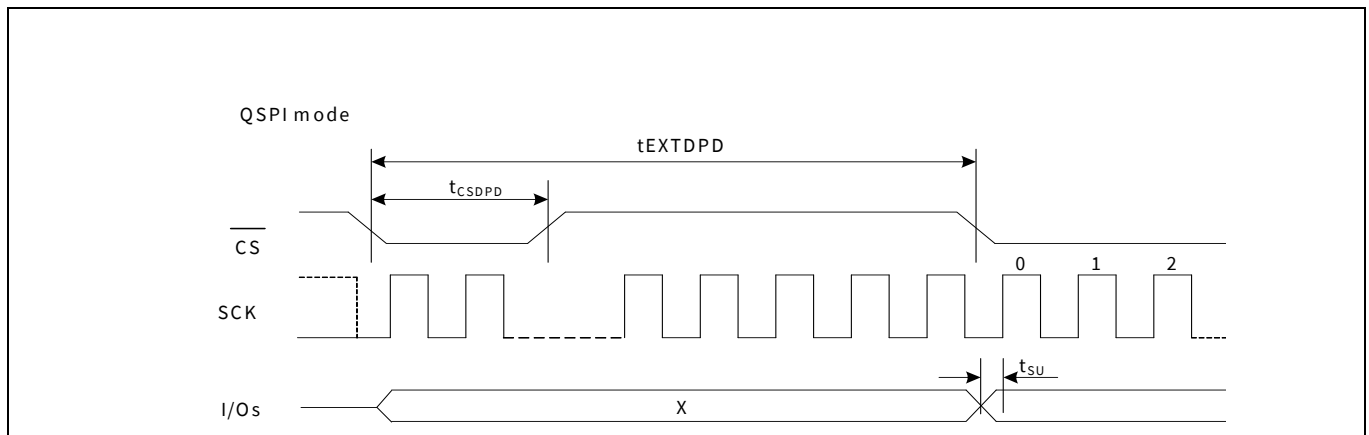 QSPI mode
tEXTDPD
tCSDPD
CS
0 1 2
SCK
tSU
I/Os
X